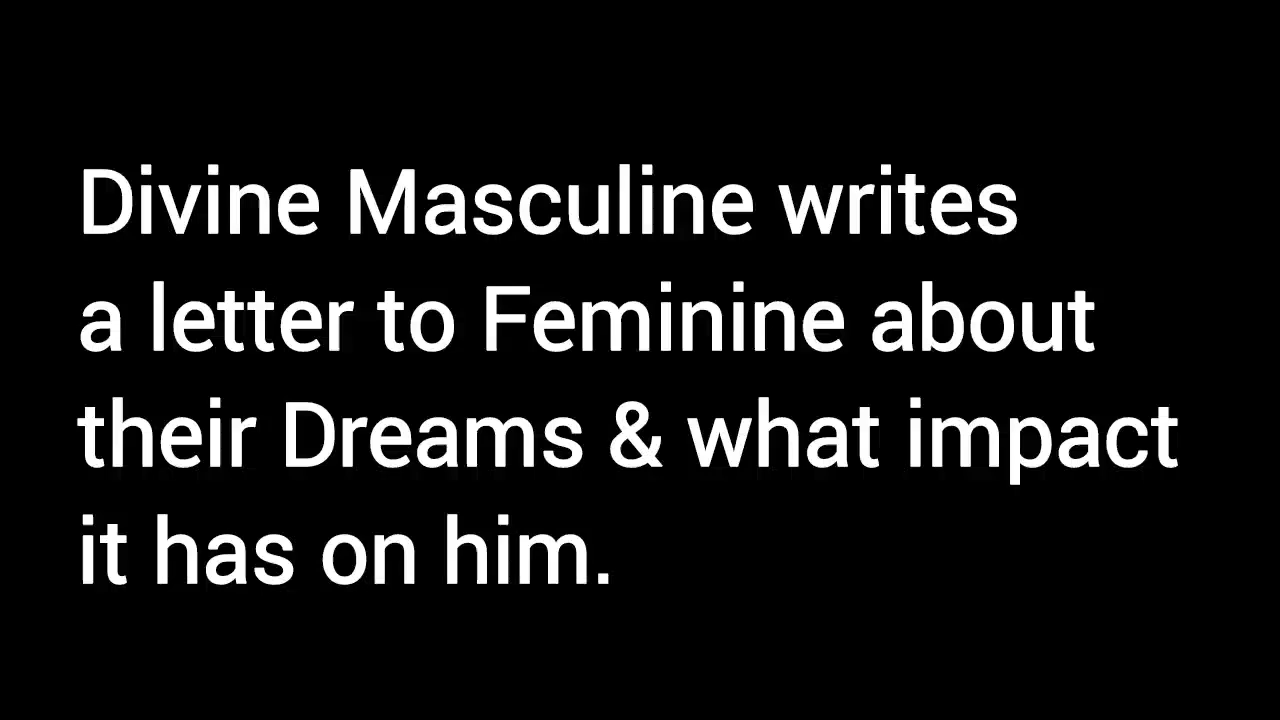 Divine Masculine writes
a letter to Feminine about
their Dreams & what impact
it has on him.